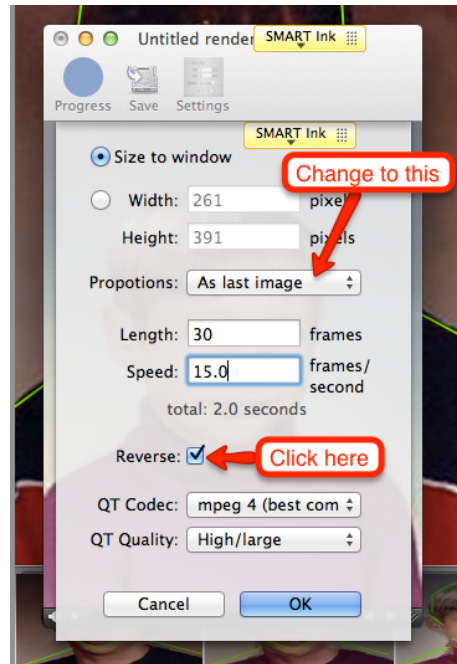 Untitled render SMART Ink
Progress Save Settings
SMART Ink
Size to window
Change to this
Width: 261 pixels
Height: 391 pixels
Propotions: As last image
Length: 30 frames
Speed: 15.0 frames/
second
total: 2.0 seconds
Reverse: Click here
QT Codec: mpeg 4 (best com
QT Quality: High/large
Cancel OK